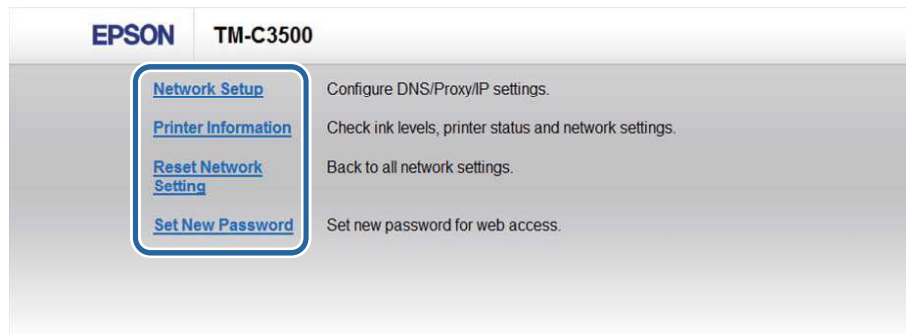 EPSON TM-C3500
Network Setup Configure DNS/Proxy/IP settings.
Printer Information Check ink levels, printer status and network settings.
Reset Network Back to all network settings.
Setting
Set New Password Set new password for web access.